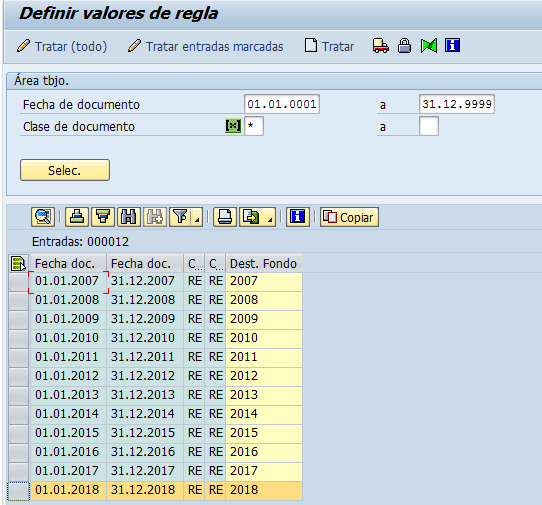 Definir valores de regla
Tratar (todo) Tratar entradas marcadas Tratar
Área tbjo.
Fecha de documento 01.01.0001 a 31.12.9999
Clase de documento * a
Selec.
Copiar
Entradas: 000012
Fecha doc. Fecha doc. C... C... Dest. Fondo
01.01.2007 31.12.2007 RE RE 2007
01.01.2008 31.12.2008 RE RE 2008
01.01.2009 31.12.2009 RE RE 2009
01.01.2010 31.12.2010 RE RE 2010
01.01.2011 31.12.2011 RE RE 2011
01.01.2012 31.12.2012 RE RE 2012
01.01.2013 31.12.2013 RE RE 2013
01.01.2014 31.12.2014 RE RE 2014
01.01.2015 31.12.2015 RE RE 2015
01.01.2016 31.12.2016 RE RE 2016
01.01.2017 31.12.2017 RE RE 2017
01.01.2018 31.12.2018 RE RE 2018